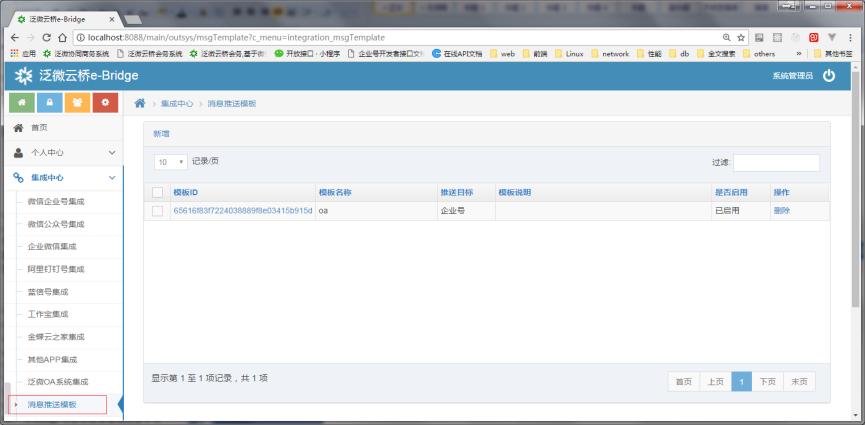 泛微云桥e-Bridge
localhost:8088/main/outsys/msgTemplate?c_menu=integration_msgTemplate
应用 泛微协同商务系统 泛微云桥会务系统 泛微云桥会务,基于微 开放接口 - 小程序 企业号开发者接口文 在线API文档 web 前端 Linux network 性能 db 全文搜索 others » 其他书签
泛微云桥e-Bridge 系统管理员
集成中心 消息推送模板
首页
个人中心
集成中心
微信企业号集成
微信公众号集成
企业微信集成
阿里钉钉号集成
蓝信号集成
工作宝集成
金蝶云之家集成
其他APP集成
泛微OA系统集成
消息推送模板
新增
10 记录/页 过滤:
模板ID 模板名称 推送目标 模板说明 是否启用 操作
65616f83f7224038889f8e03415b915d oa 企业号 已启用 删除
显示第 1 至 1 项记录，共 1 项
首页 上页 1 下页 末页